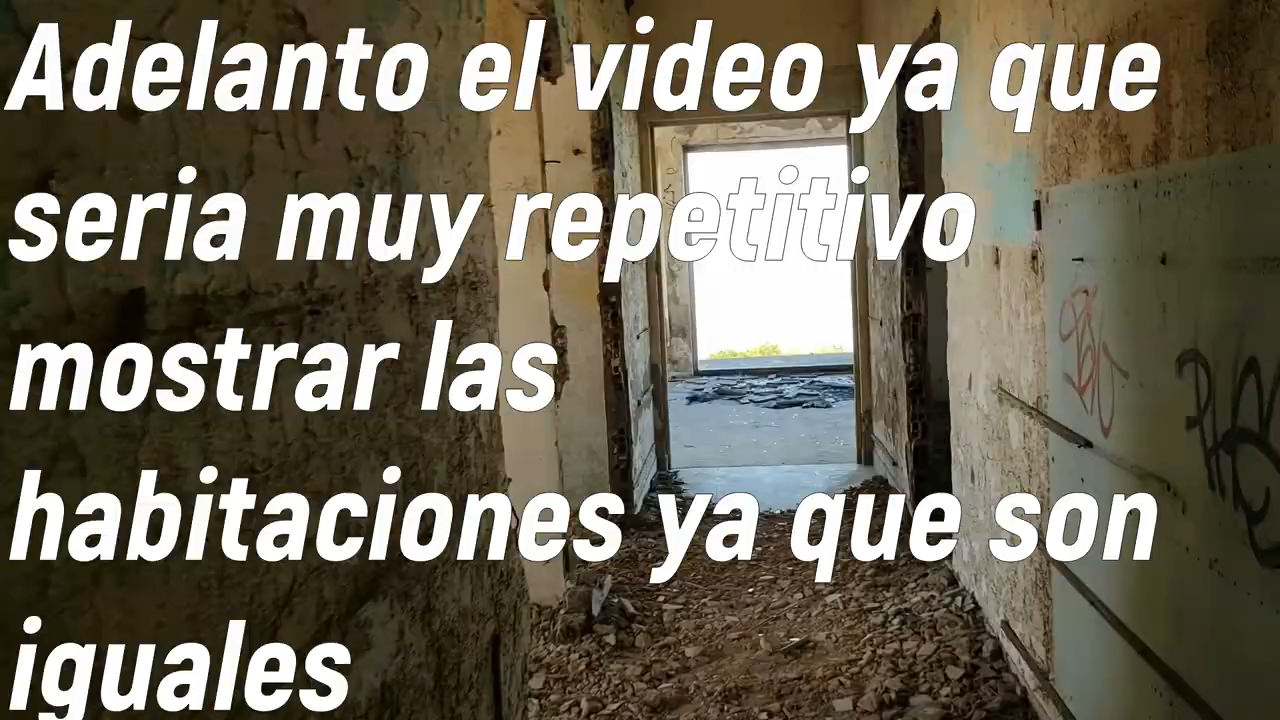 Adelanto el video ya que
seria muy repetitivo
mostrar las
habitaciones ya que son
iguales